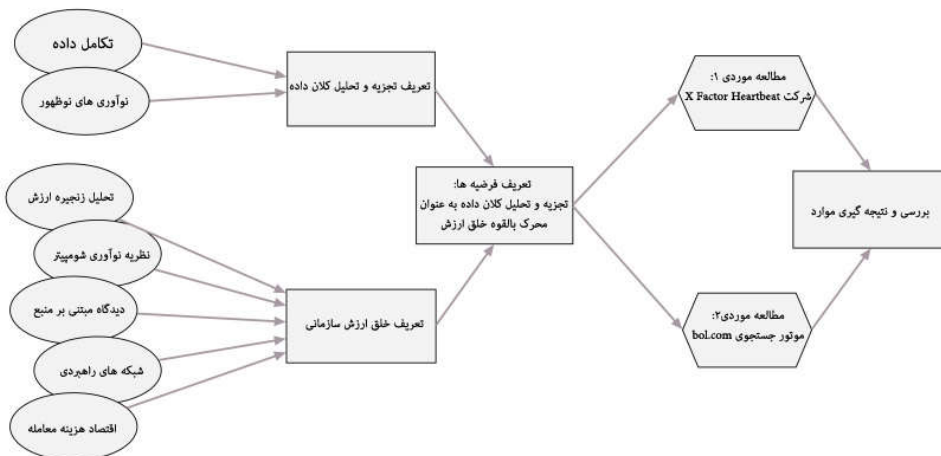 تکامل داده
نوآوری های نوظهور
تعریف تجزیه و تحلیل کلان داده
تحلیل زنجیره ارزش
نظریه نوآوری شومپیتر
دیدگاه مبتنی بر منبع
شبکه های راهبردی
اقتصاد هزینه معامله
تعریف خلق ارزش سازمانی
تعریف فرضیه ها:
تجزیه و تحلیل کلان داده به عنوان
محرک بالقوه خلق ارزش
مطالعه موردی ۱:
شرکت X Factor Heartbeat
مطالعه موردی۲:
موتور جستجوی bol.com
بررسی و نتیجه گیری موارد